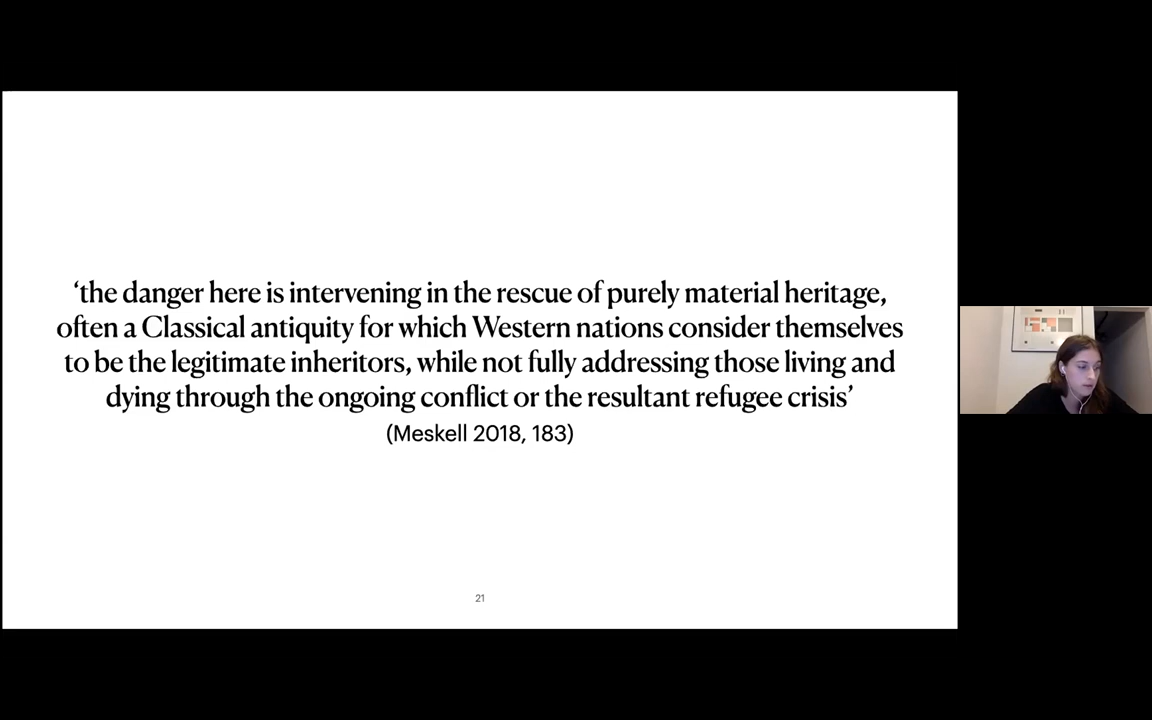 ‘the danger here is intervening in the rescue of purely material heritage,
often a Classical antiquity for which Western nations consider themselves
to be the legitimate inheritors, while not fully addressing those living and
dying through the ongoing conflict or the resultant refugee crisis’
(Meskell 2018, 183)
21